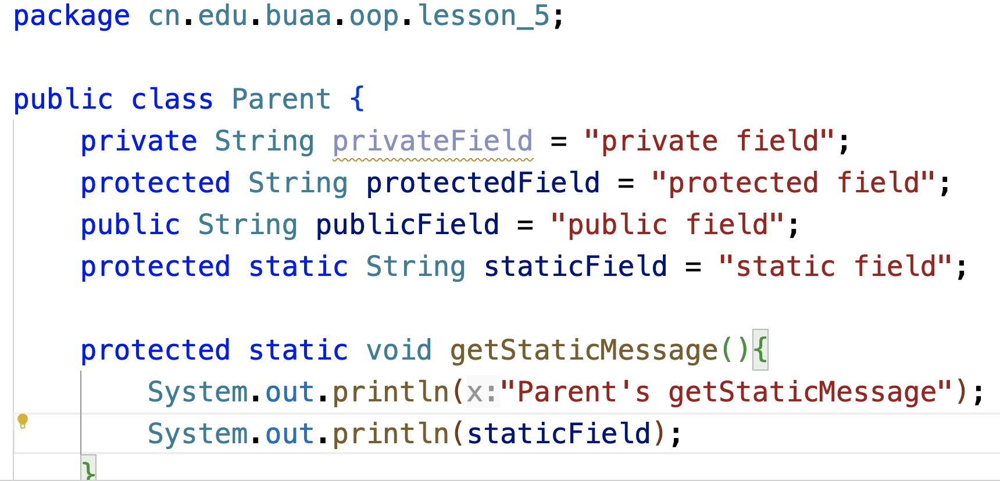 package cn.edu.buaa.oop.lesson_5;
public class Parent {
private String privateField = "private field";
protected String protectedField = "protected field";
public String publicField = "public field";
protected static String staticField = "static field";
protected static void getStaticMessage(){
System.out.println(x:"Parent's getStaticMessage");
System.out.println(staticField);
}